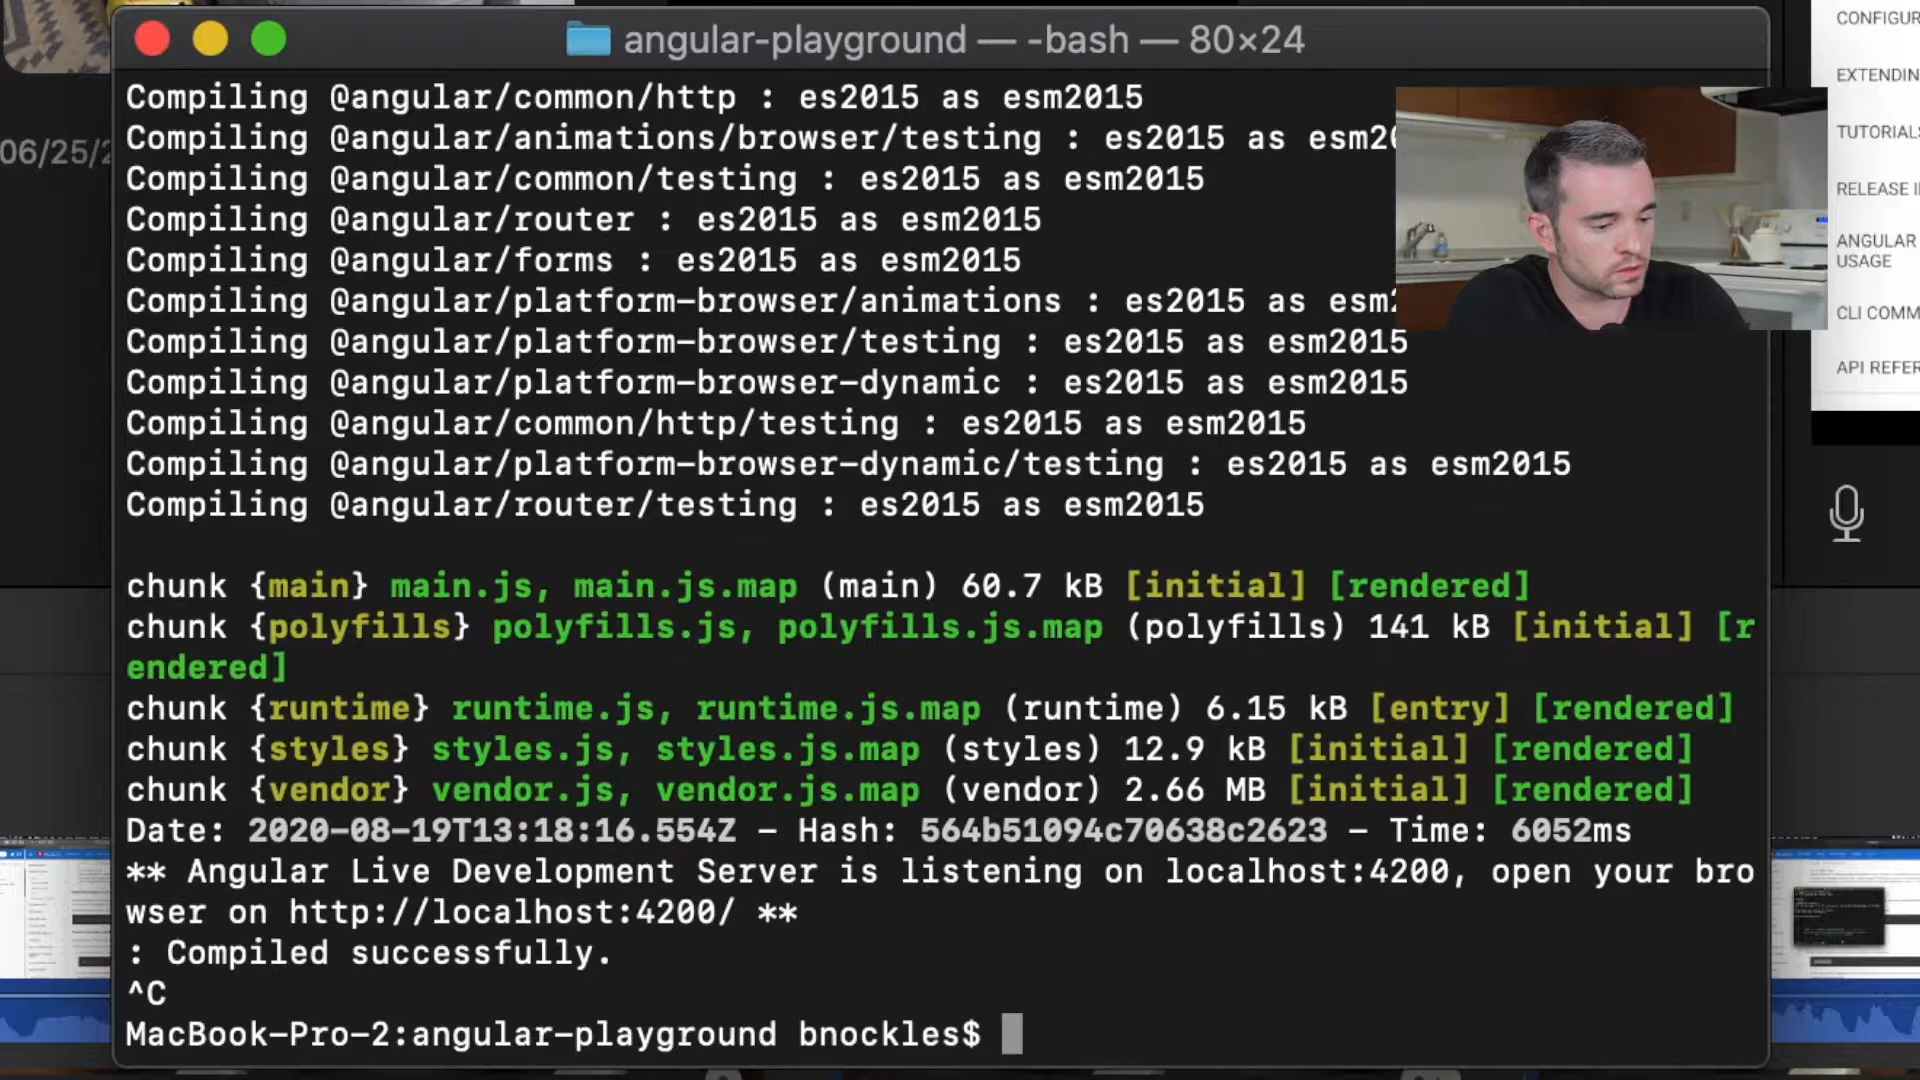 angular-playground — -bash — 80×24
CONFIGUR
EXTENDIN
TUTORIALS
RELEASE I
ANGULAR
USAGE
CLI COMM
API REFER
06/25/2
Compiling @angular/common/http : es2015 as esm2015
Compiling @angular/animations/browser/testing : es2015 as esm20
Compiling @angular/common/testing : es2015 as esm2015
Compiling @angular/router : es2015 as esm2015
Compiling @angular/forms : es2015 as esm2015
Compiling @angular/platform-browser/animations : es2015 as esm2
Compiling @angular/platform-browser/testing : es2015 as esm2015
Compiling @angular/platform-browser-dynamic : es2015 as esm2015
Compiling @angular/common/http/testing : es2015 as esm2015
Compiling @angular/platform-browser-dynamic/testing : es2015 as esm2015
Compiling @angular/router/testing : es2015 as esm2015
chunk {main} main.js, main.js.map (main) 60.7 kB [initial] [rendered]
chunk {polyfills} polyfills.js, polyfills.js.map (polyfills) 141 kB [initial] [r
endered]
chunk {runtime} runtime.js, runtime.js.map (runtime) 6.15 kB [entry] [rendered]
chunk {styles} styles.js, styles.js.map (styles) 12.9 kB [initial] [rendered]
chunk {vendor} vendor.js, vendor.js.map (vendor) 2.66 MB [initial] [rendered]
Date: 2020-08-19T13:18:16.554Z - Hash: 564b51094c70638c2623 - Time: 6052ms
** Angular Live Development Server is listening on localhost:4200, open your bro
wser on http://localhost:4200/ **
: Compiled successfully.
^C
MacBook-Pro-2:angular-playground bnockles$